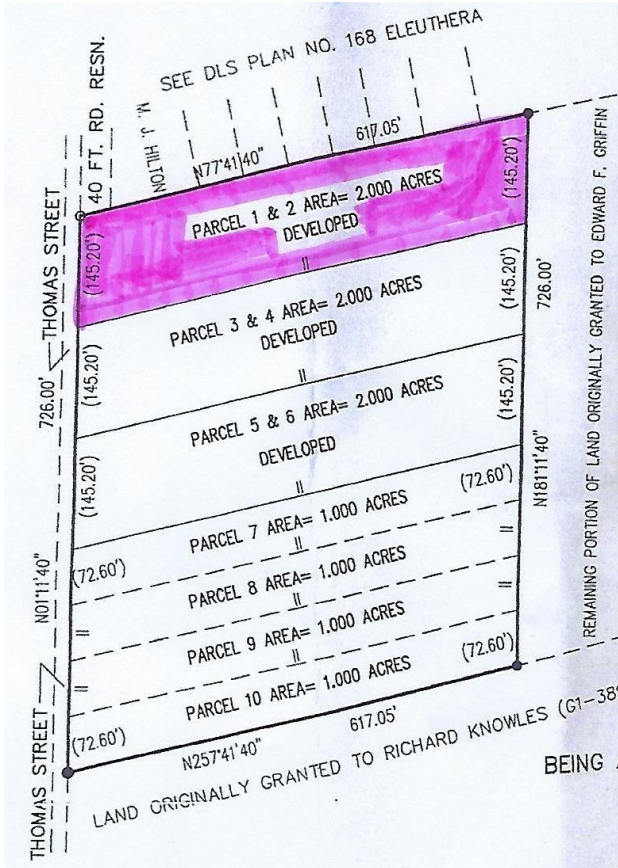 SEE DLS PLAN NO. 168 ELEUTHERA
40 FT. RD. RESN.
M. J. HILTON
N77°41'40"
617.05'
THOMAS STREET
(145.20')
PARCEL 1 & 2 AREA= 2.000 ACRES
DEVELOPED
(145.20')
PARCEL 3 & 4 AREA= 2.000 ACRES
DEVELOPED
(145.20')
(145.20')
726.00'
726.00'
PARCEL 5 & 6 AREA= 2.000 ACRES
DEVELOPED
(145.20')
(145.20')
N181°11'40"
REMAINING PORTION OF LAND ORIGINALLY GRANTED TO EDWARD F. GRIFFIN
PARCEL 7 AREA= 1.000 ACRES
(72.60')
(72.60')
N01°11'40"
PARCEL 8 AREA= 1.000 ACRES
PARCEL 9 AREA= 1.000 ACRES
PARCEL 10 AREA= 1.000 ACRES
(72.60')
(72.60')
THOMAS STREET
N257°41'40"
617.05'
LAND ORIGINALLY GRANTED TO RICHARD KNOWLES (G1-38
BEING